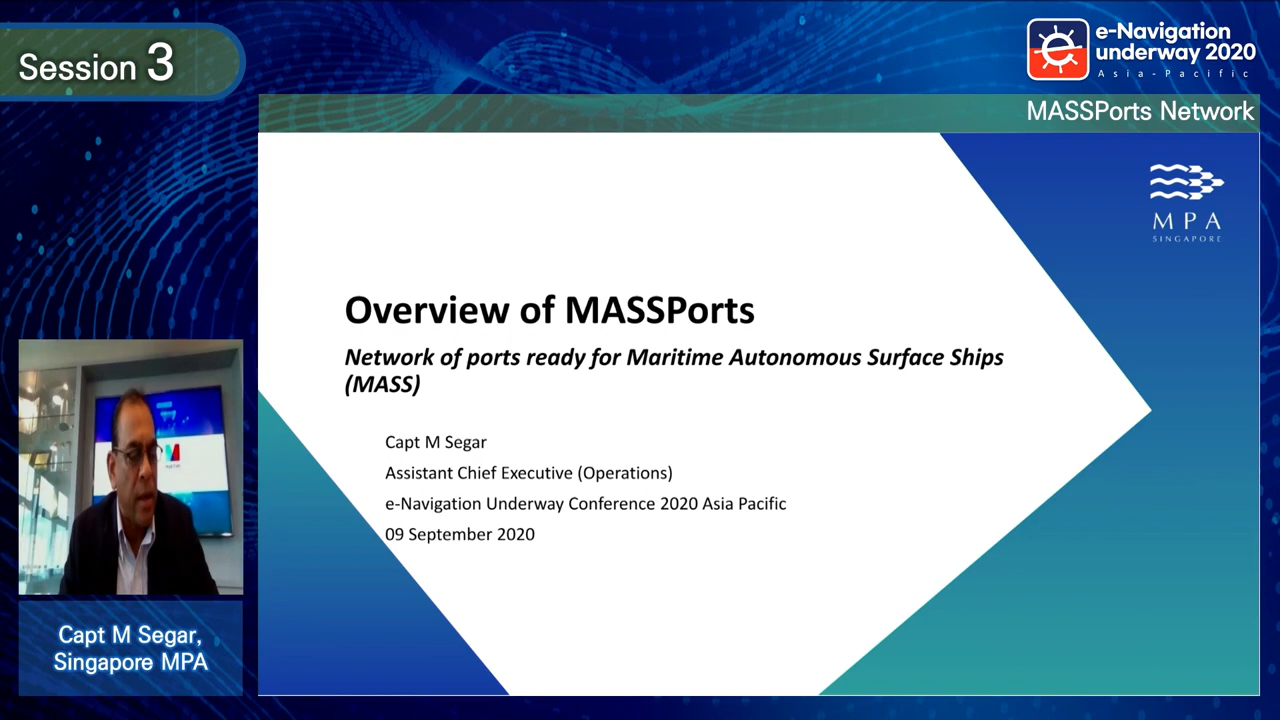 Session 3
e-Navigation
underway 2020
Asia-Pacific
MASSPorts Network
MPA
SINGAPORE
Overview of MASSPorts
Network of ports ready for Maritime Autonomous Surface Ships
(MASS)
Capt M Segar
Assistant Chief Executive (Operations)
e-Navigation Underway Conference 2020 Asia Pacific
09 September 2020
Capt M Segar,
Singapore MPA